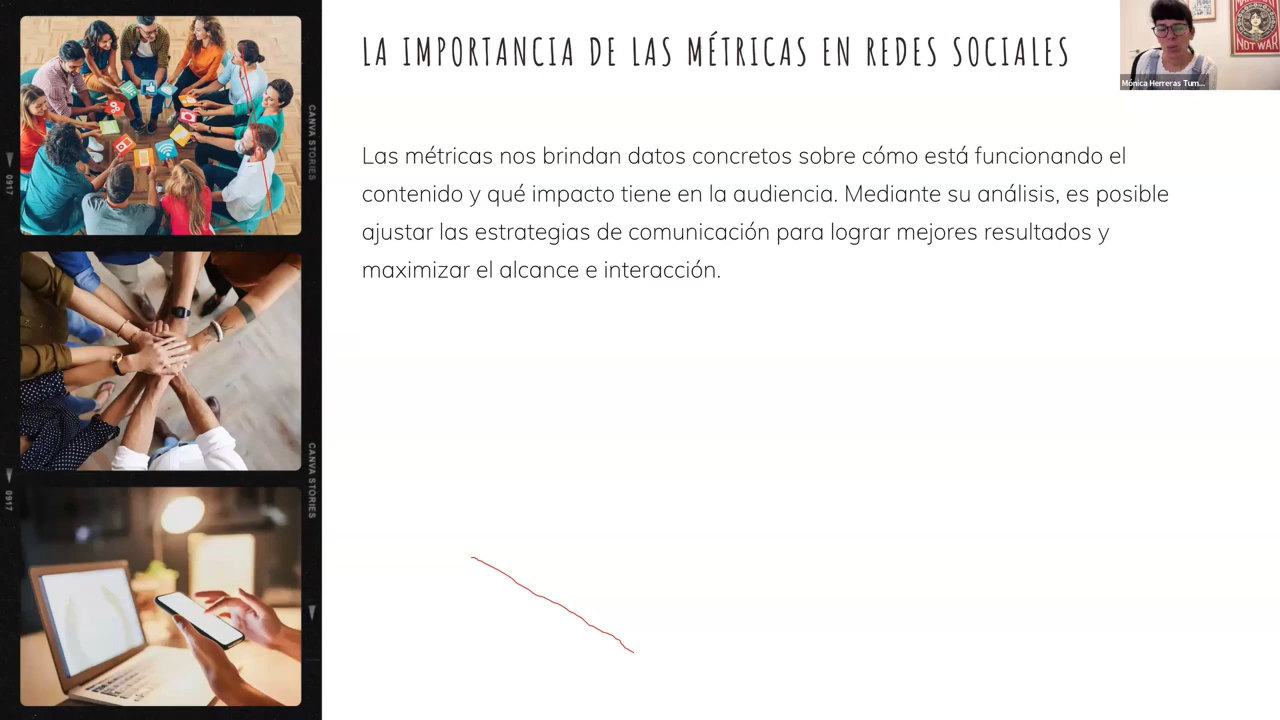 LA IMPORTANCIA DE LAS MÉTRICAS EN REDES SOCIALES
Las métricas nos brindan datos concretos sobre cómo está funcionando el
contenido y qué impacto tiene en la audiencia. Mediante su análisis, es posible
ajustar las estrategias de comunicación para lograr mejores resultados y
maximizar el alcance e interacción.
CANVA STORIES
0917
CANVA STORIES
0917
NOT WAR
Mónica Herreras Tum...